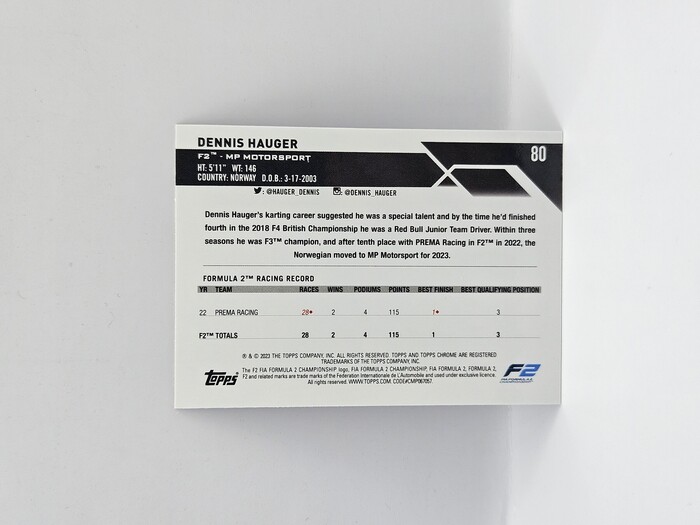 DENNIS HAUGER
80
F2™ - MP MOTORSPORT
HT: 5'11" WT: 146
COUNTRY: NORWAY D.O.B.: 3-17-2003
: @HAUGER_DENNIS : @DENNIS_HAUGER
Dennis Hauger's karting career suggested he was a special talent and by the time he'd finished
fourth in the 2018 F4 British Championship he was a Red Bull Junior Team Driver. Within three
seasons he was F3™ champion, and after tenth place with PREMA Racing in F2™ in 2022, the
Norwegian moved to MP Motorsport for 2023.
FORMULA 2™ RACING RECORD
YR TEAM RACES WINS PODIUMS POINTS BEST FINISH BEST QUALIFYING POSITION
22 PREMA RACING 28• 2 4 115 1• 3
F2™ TOTALS 28 2 4 115 1 3
® & © 2023 THE TOPPS COMPANY, INC. ALL RIGHTS RESERVED. TOPPS AND TOPPS CHROME ARE REGISTERED
TRADEMARKS OF THE TOPPS COMPANY, INC.
The F2 FIA FORMULA 2 CHAMPIONSHIP logo, FIA FORMULA 2 CHAMPIONSHIP, FIA FORMULA 2, FORMULA 2,
F2 and related marks are trade marks of the Federation Internationale de L'Automobile and used under exclusive licence.
All rights reserved. WWW.TOPPS.COM. CODE#CMP067057.
Topps
F2
FIA FORMULA 2